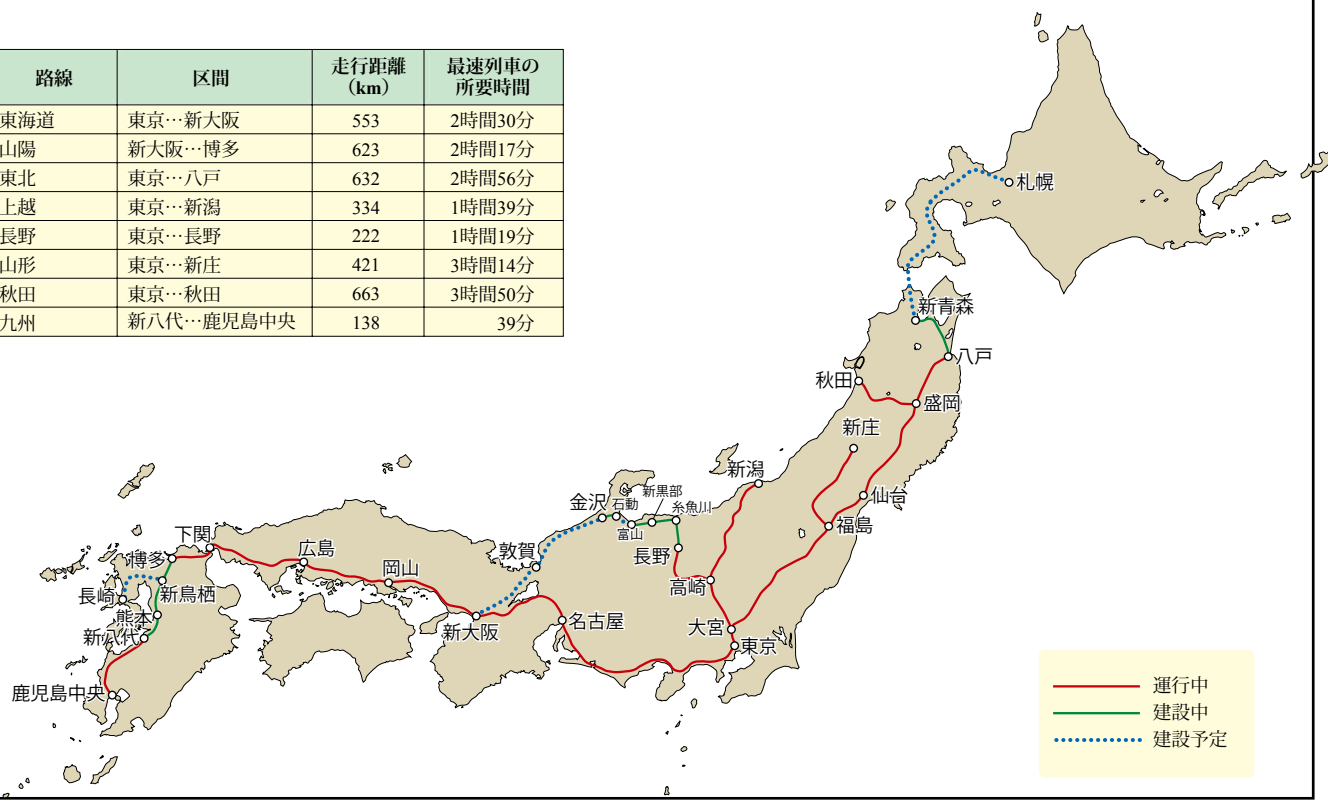 路線 区間 走行距離（km） 最速列車の所要時間
東海道 東京…新大阪 553 2時間30分
山陽 新大阪…博多 623 2時間17分
東北 東京…八戸 632 2時間56分
上越 東京…新潟 334 1時間39分
長野 東京…長野 222 1時間19分
山形 東京…新庄 421 3時間14分
秋田 東京…秋田 663 3時間50分
九州 新八代…鹿児島中央 138 39分
札幌
新青森
八戸
秋田
盛岡
新庄
新潟
仙台
福島
金沢
石動
新黒部
糸魚川
富山
長野
敦賀
高崎
下関
博多
広島
岡山
長崎
新鳥栖
熊本
新八代
鹿児島中央
新大阪
名古屋
大宮
東京
運行中
建設中
建設予定